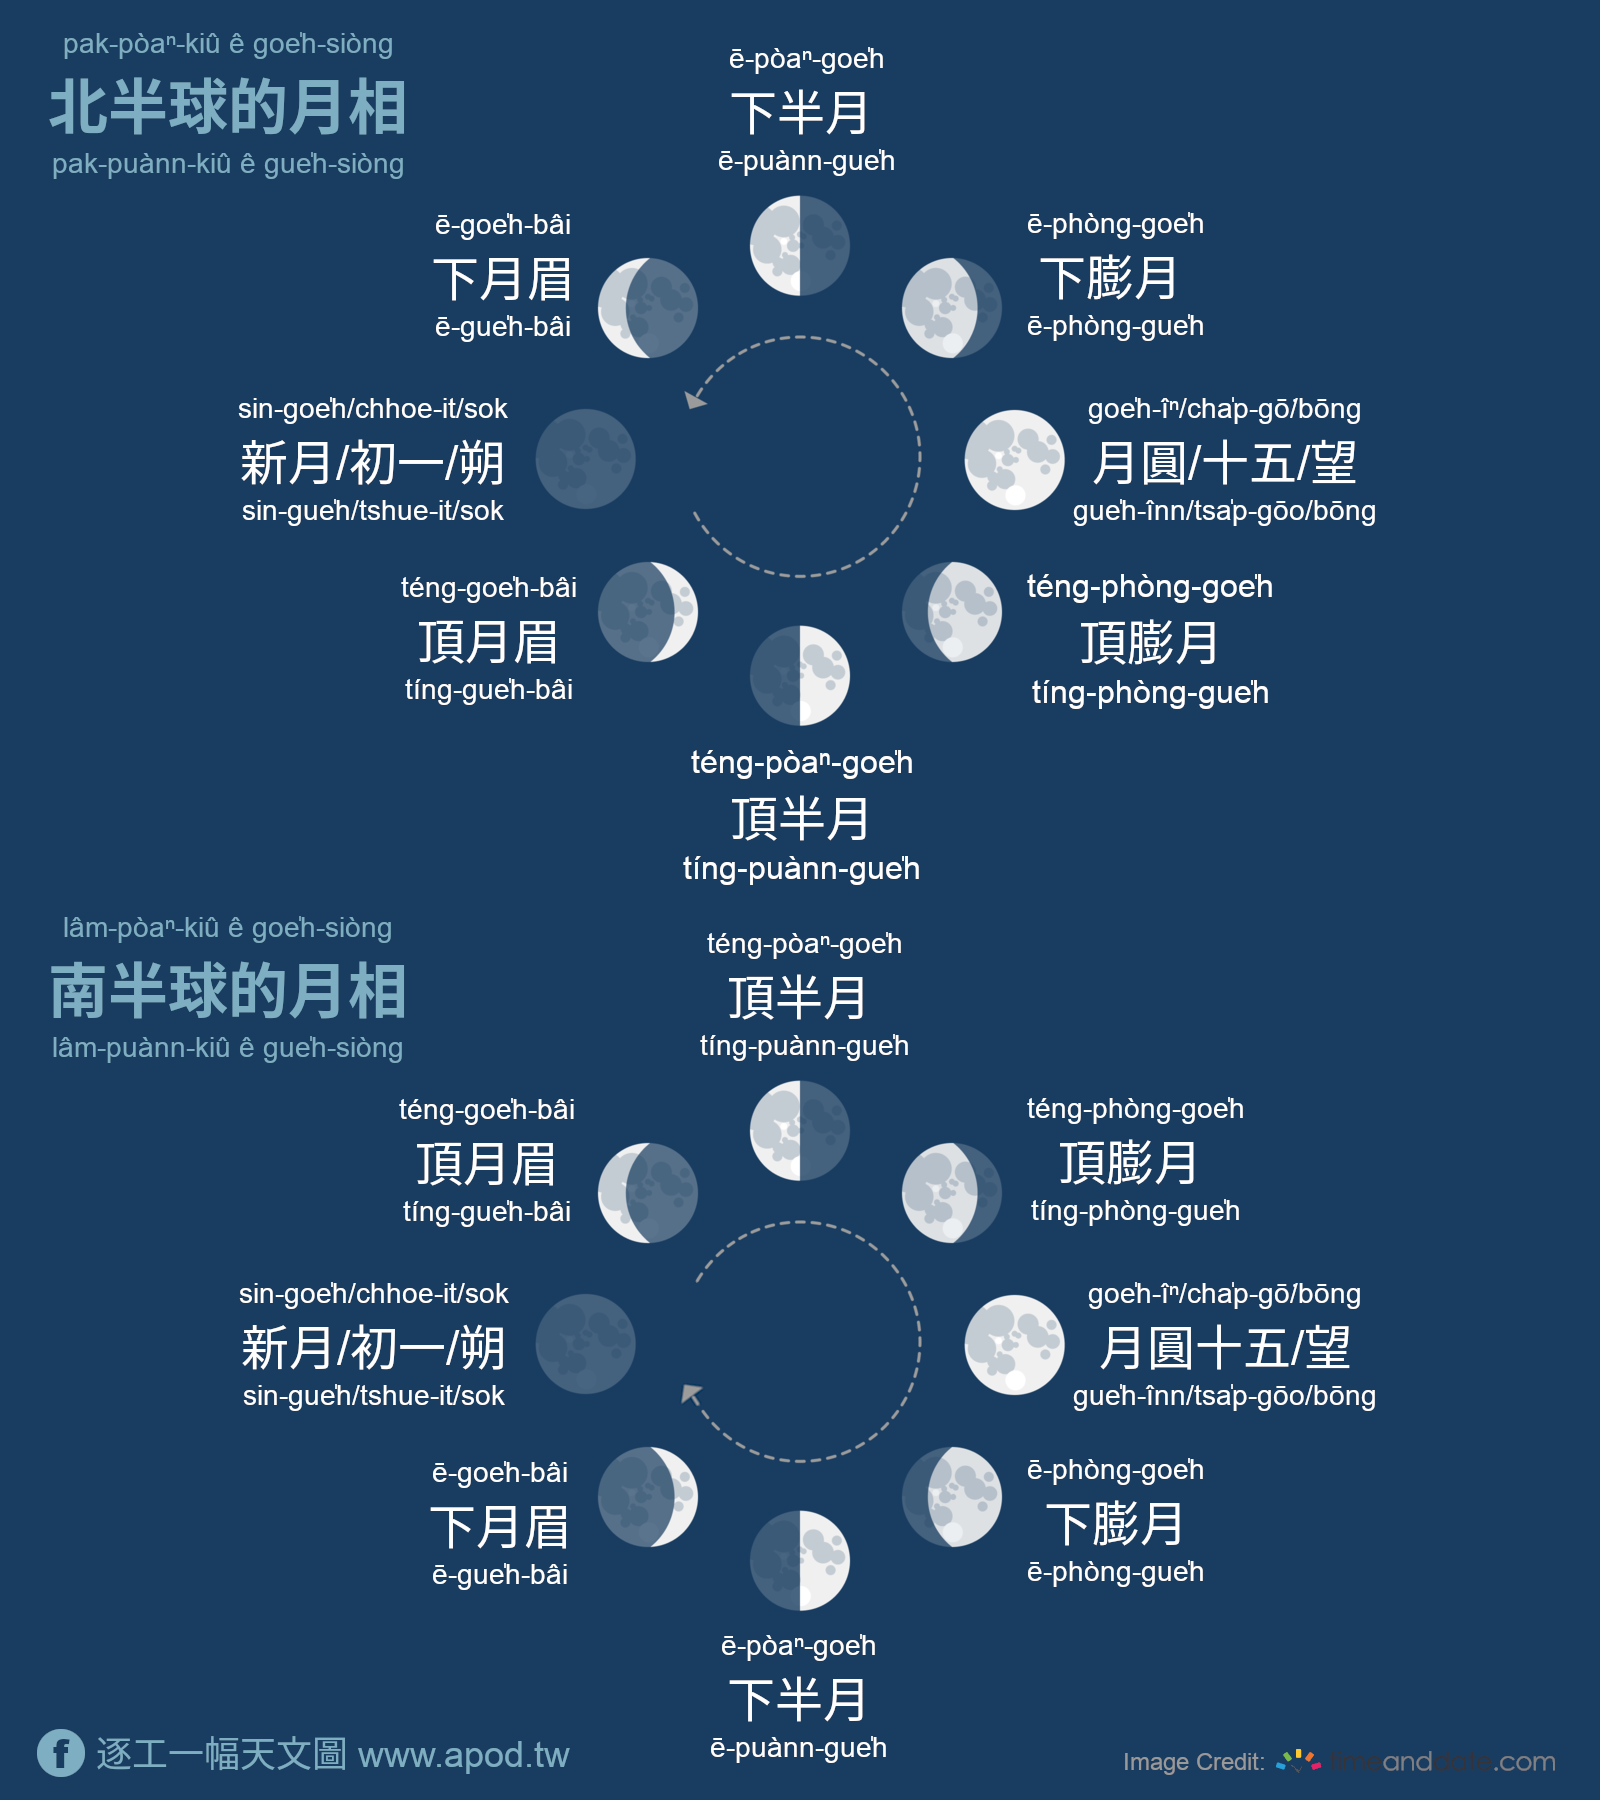 pak-pòaⁿ-kiû ê goe̍h-siòng
北半球的月相
pak-puànn-kiû ê gue̍h-siòng
ē-pòaⁿ-goe̍h
下半月
ē-puànn-gue̍h
ē-goe̍h-bâi
下月眉
ē-gue̍h-bâi
ē-phòng-goe̍h
下膨月
ē-phòng-gue̍h
sin-goe̍h/chhoe-it/sok
新月/初一/朔
sin-gue̍h/tshue-it/sok
goe̍h-îⁿ/cha̍p-gō/bōng
月圓/十五/望
gue̍h-înn/tsa̍p-gōo/bōng
téng-goe̍h-bâi
頂月眉
tíng-gue̍h-bâi
téng-phòng-goe̍h
頂膨月
tíng-phòng-gue̍h
téng-pòaⁿ-goe̍h
頂半月
tíng-puànn-gue̍h
lâm-pòaⁿ-kiû ê goe̍h-siòng
南半球的月相
lâm-puànn-kiû ê gue̍h-siòng
téng-pòaⁿ-goe̍h
頂半月
tíng-puànn-gue̍h
téng-goe̍h-bâi
頂月眉
tíng-gue̍h-bâi
téng-phòng-goe̍h
頂膨月
tíng-phòng-gue̍h
sin-goe̍h/chhoe-it/sok
新月/初一/朔
sin-gue̍h/tshue-it/sok
goe̍h-îⁿ/cha̍p-gō/bōng
月圓十五/望
gue̍h-înn/tsa̍p-gōo/bōng
ē-goe̍h-bâi
下月眉
ē-gue̍h-bâi
ē-phòng-goe̍h
下膨月
ē-phòng-gue̍h
ē-pòaⁿ-goe̍h
下半月
ē-puànn-gue̍h
f 逐工一幅天文圖 www.apod.tw
Image Credit: timeanddate.com